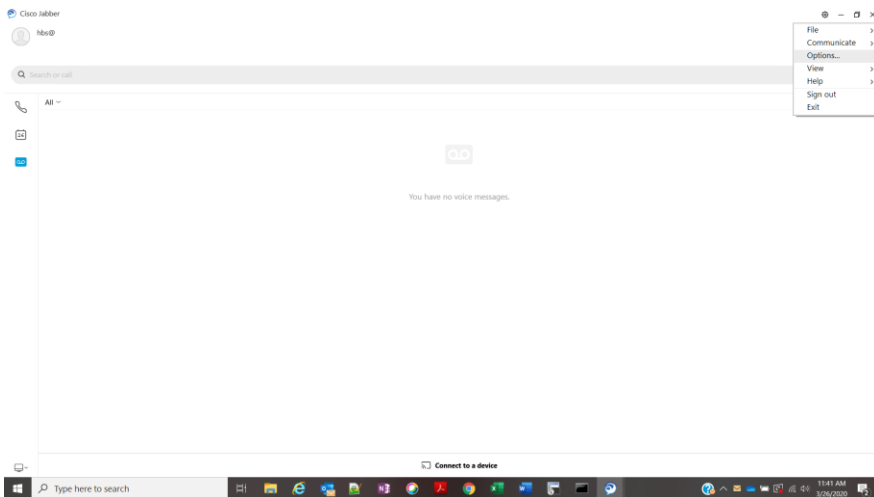 Cisco Jabber
hbs@
File
Communicate
Options...
View
Help
Sign out
Exit
Search or call
All
You have no voice messages.
Connect to a device
Type here to search
11:41 AM
3/26/2020